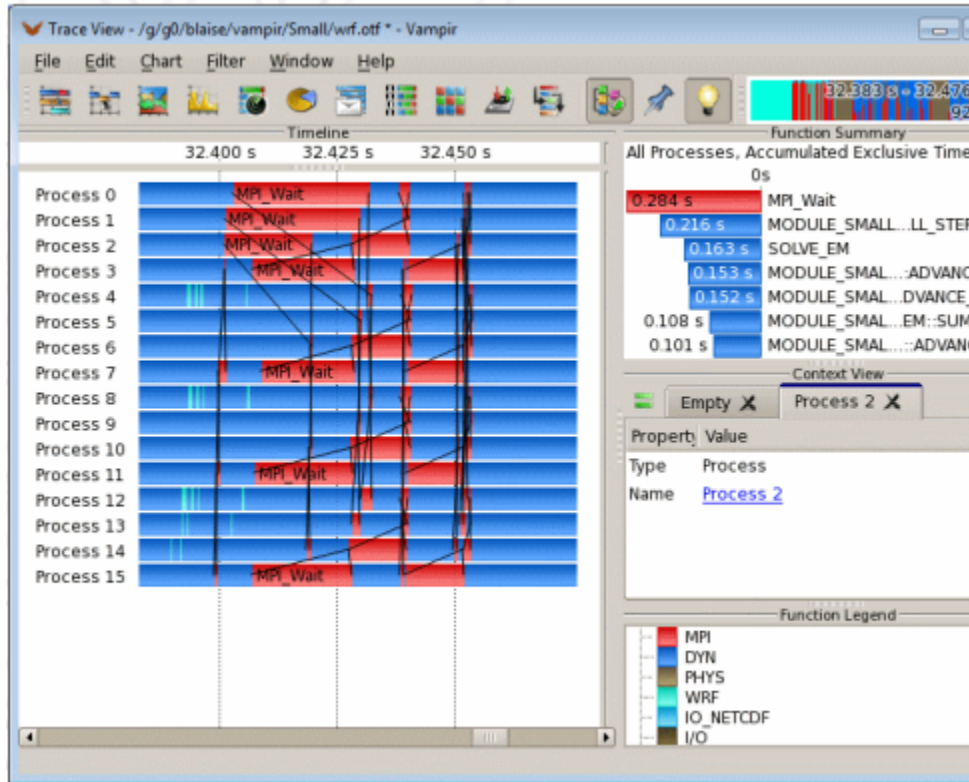 Trace View - /g/g0/blaise/vampir/Small/wrf.otf * - Vampir
File Edit Chart Filter Window Help
32.383 s - 32.476
92
Timeline
32.400 s 32.425 s 32.450 s
Process 0 MPI_Wait
Process 1 MPI_Wait
Process 2 MPI_Wait
Process 3 MPI_Wait
Process 4
Process 5
Process 6
Process 7 MPI_Wait
Process 8
Process 9
Process 10
Process 11 MPI_Wait
Process 12
Process 13
Process 14
Process 15 MPI_Wait
Function Summary
All Processes, Accumulated Exclusive Time
0s
0.284 s MPI_Wait
0.216 s MODULE_SMALL...LL_STEP
0.163 s SOLVE_EM
0.153 s MODULE_SMAL...:ADVANC
0.152 s MODULE_SMAL...DVANCE_
0.108 s MODULE_SMAL...EM::SUM
0.101 s MODULE_SMAL...::ADVANC
Context View
Empty Process 2
Property Value
Type Process
Name Process 2
Function Legend
MPI
DYN
PHYS
WRF
IO_NETCDF
I/O